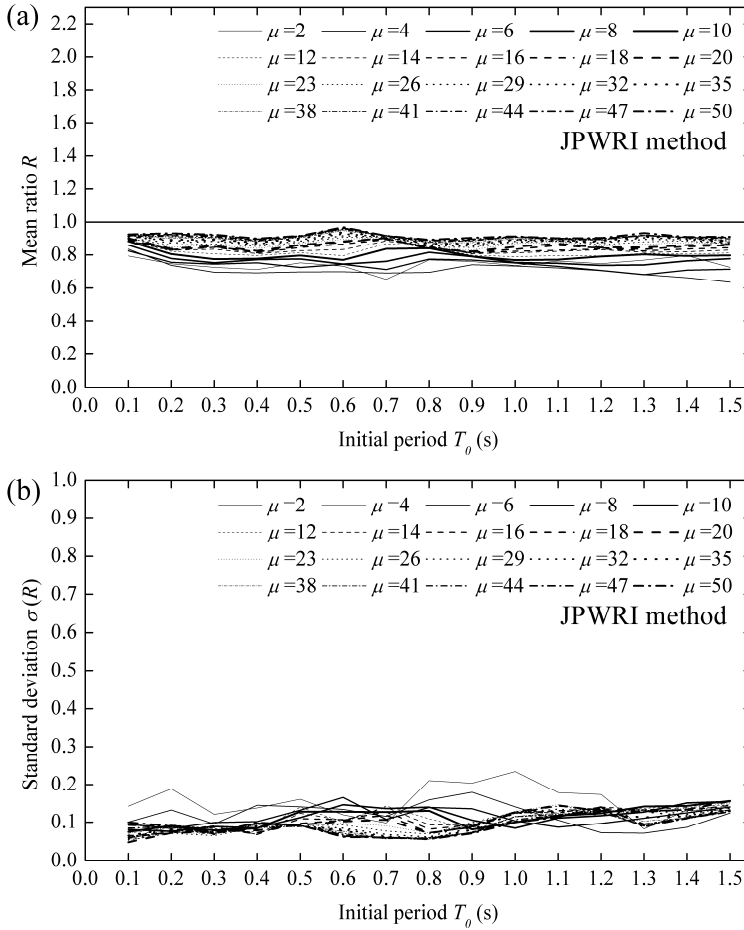 (a)
2.2
2.0
1.8
1.6
1.4
1.2
1.0
0.8
0.6
0.4
0.2
0.0
Mean ratio R
μ=2 μ=4 μ=6 μ=8 μ=10
μ=12 μ=14 μ=16 μ=18 μ=20
μ=23 μ=26 μ=29 μ=32 μ=35
μ=38 μ=41 μ=44 μ=47 μ=50
JPWRI method
0.0 0.1 0.2 0.3 0.4 0.5 0.6 0.7 0.8 0.9 1.0 1.1 1.2 1.3 1.4 1.5
Initial period T0 (s)
(b)
1.0
0.9
0.8
0.7
0.6
0.5
0.4
0.3
0.2
0.1
0.0
Standard deviation σ(R)
μ−2 μ−4 μ−6 μ−8 μ−10
μ=12 μ=14 μ=16 μ=18 μ=20
μ=23 μ=26 μ=29 μ=32 μ=35
μ=38 μ=41 μ=44 μ=47 μ=50
JPWRI method
0.0 0.1 0.2 0.3 0.4 0.5 0.6 0.7 0.8 0.9 1.0 1.1 1.2 1.3 1.4 1.5
Initial period T0 (s)